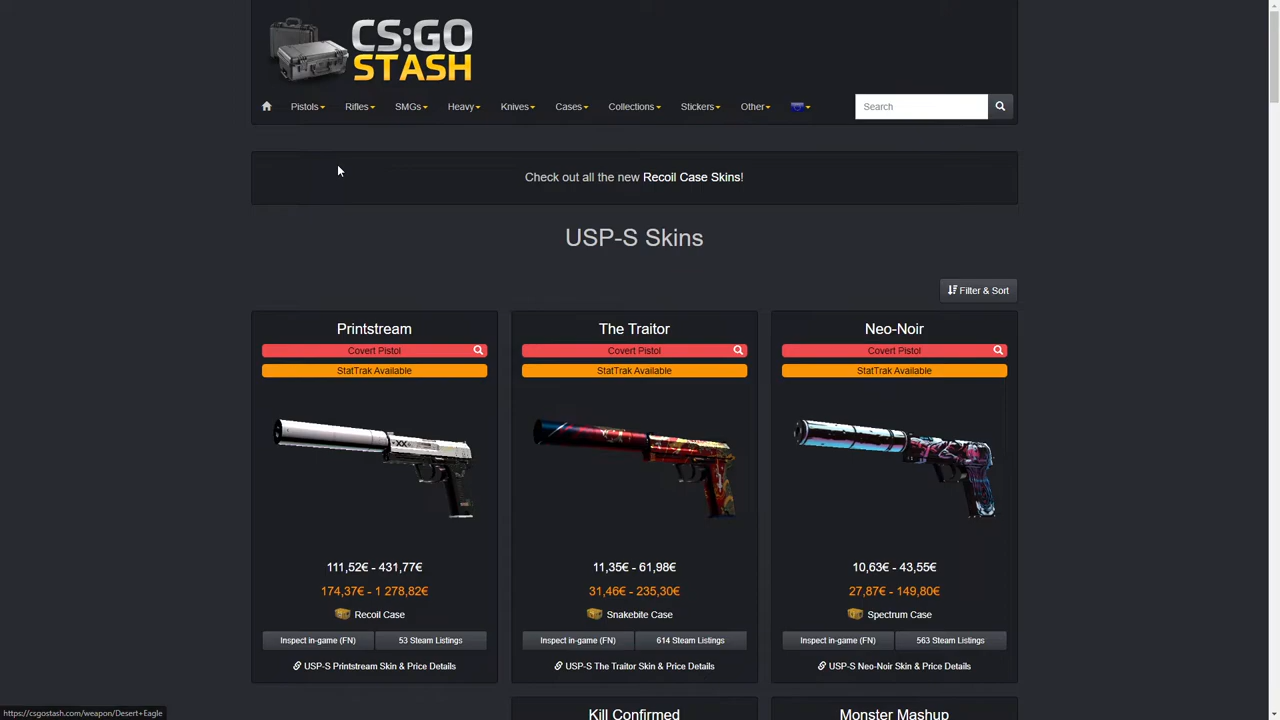 CS:GO
STASH
Pistols Rifles SMGs Heavy Knives Cases Collections Stickers Other Search
Check out all the new Recoil Case Skins!
USP-S Skins
Filter & Sort
Printstream
Covert Pistol
StatTrak Available
XX
111,52€ - 431,77€
174,37€ - 1 278,82€
Recoil Case
Inspect in-game (FN) 53 Steam Listings
USP-S Printstream Skin & Price Details
The Traitor
Covert Pistol
StatTrak Available
11,35€ - 61,98€
31,46€ - 235,30€
Snakebite Case
Inspect in-game (FN) 614 Steam Listings
USP-S The Traitor Skin & Price Details
Neo-Noir
Covert Pistol
StatTrak Available
10,63€ - 43,55€
27,87€ - 149,80€
Spectrum Case
Inspect in-game (FN) 563 Steam Listings
USP-S Neo-Noir Skin & Price Details
Kill Confirmed
Monster Mashup
https://csgostash.com/weapon/Desert+Eagle